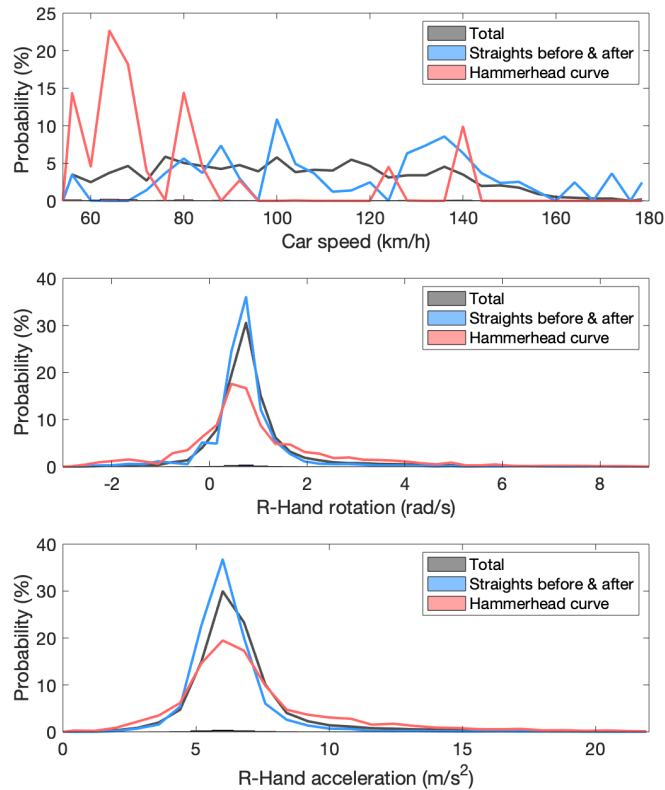 25
20
15
10
5
0
Probability (%)
Total
Straights before & after
Hammerhead curve
60 80 100 120 140 160 180
Car speed (km/h)
40
30
20
10
0
Probability (%)
Total
Straights before & after
Hammerhead curve
-2 0 2 4 6 8
R-Hand rotation (rad/s)
40
30
20
10
0
Probability (%)
Total
Straights before & after
Hammerhead curve
0 5 10 15 20
R-Hand acceleration (m/s²)